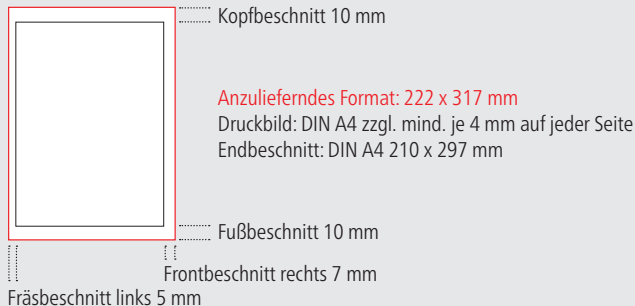 Kopfbeschnitt 10 mm
Anzulieferndes Format: 222 x 317 mm
Druckbild: DIN A4 zzgl. mind. je 4 mm auf jeder Seite
Endbeschnitt: DIN A4 210 x 297 mm
Fußbeschnitt 10 mm
Frontbeschnitt rechts 7 mm
Fräsbeschnitt links 5 mm